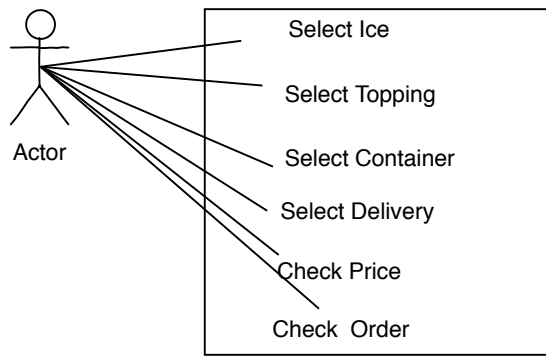 Select Ice
Select Topping
Actor
Select Container
Select Delivery
Check Price
Check Order